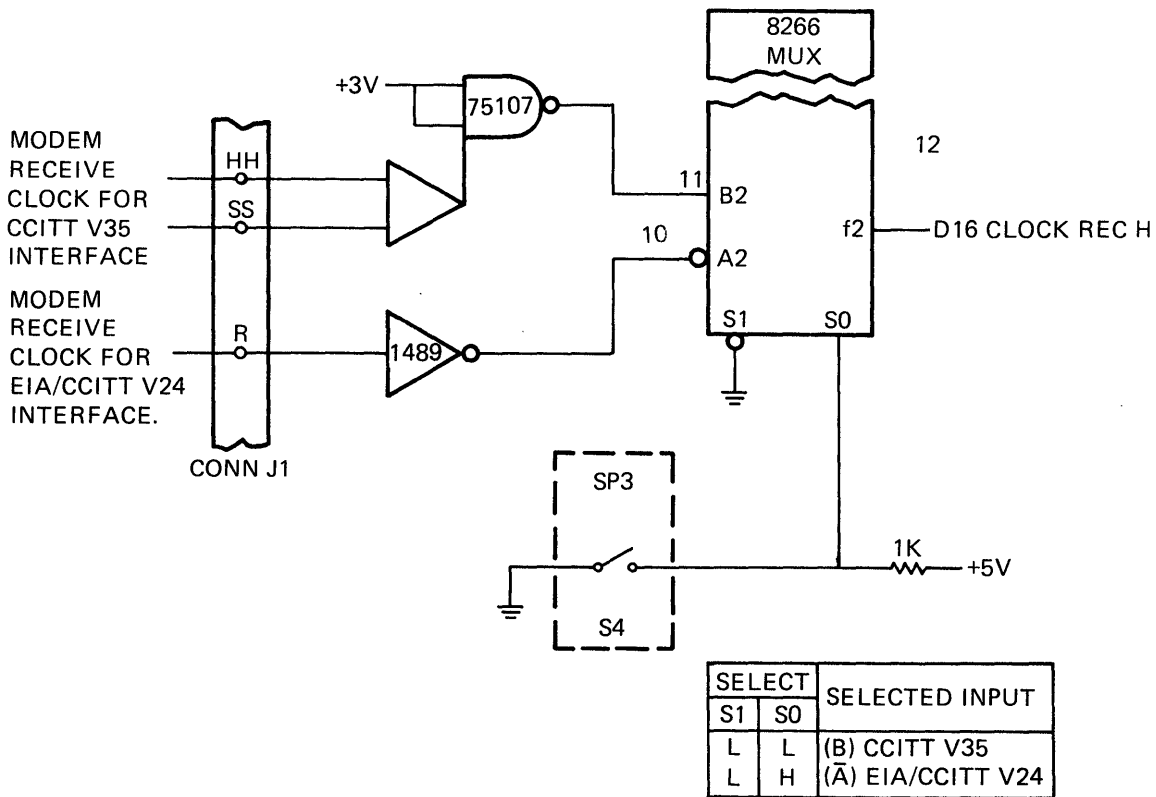 8266
MUX
+3V
75107
12
MODEM
RECEIVE
CLOCK FOR
CCITT V35
INTERFACE
HH
SS
11
B2
f2
D16 CLOCK REC H
10
A2
MODEM
RECEIVE
CLOCK FOR
EIA/CCITT V24
INTERFACE.
R
1489
S1
S0
CONN J1
SP3
S4
1K
+5V
SELECT
SELECTED INPUT
S1 S0
L L (B) CCITT V35
L H (A̅) EIA/CCITT V24